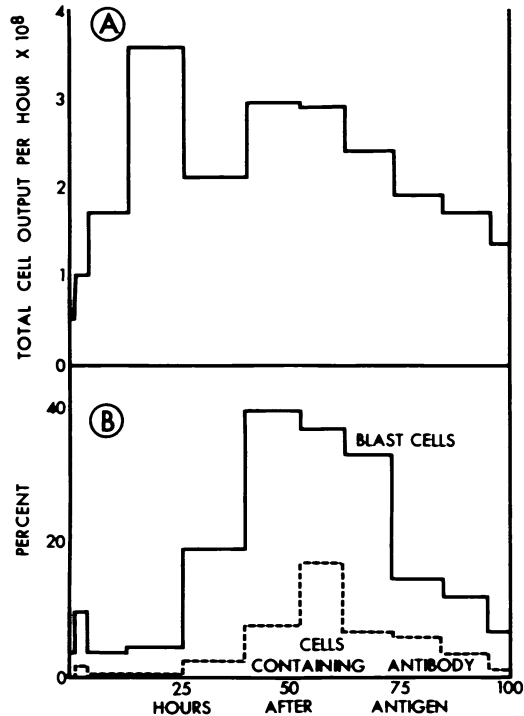 TOTAL CELL OUTPUT PER HOUR X 10⁸
4
3
2
1
0
A
PERCENT
40
20
0
B
BLAST CELLS
CELLS
CONTAINING ANTIBODY
25 50 75 100
HOURS AFTER ANTIGEN